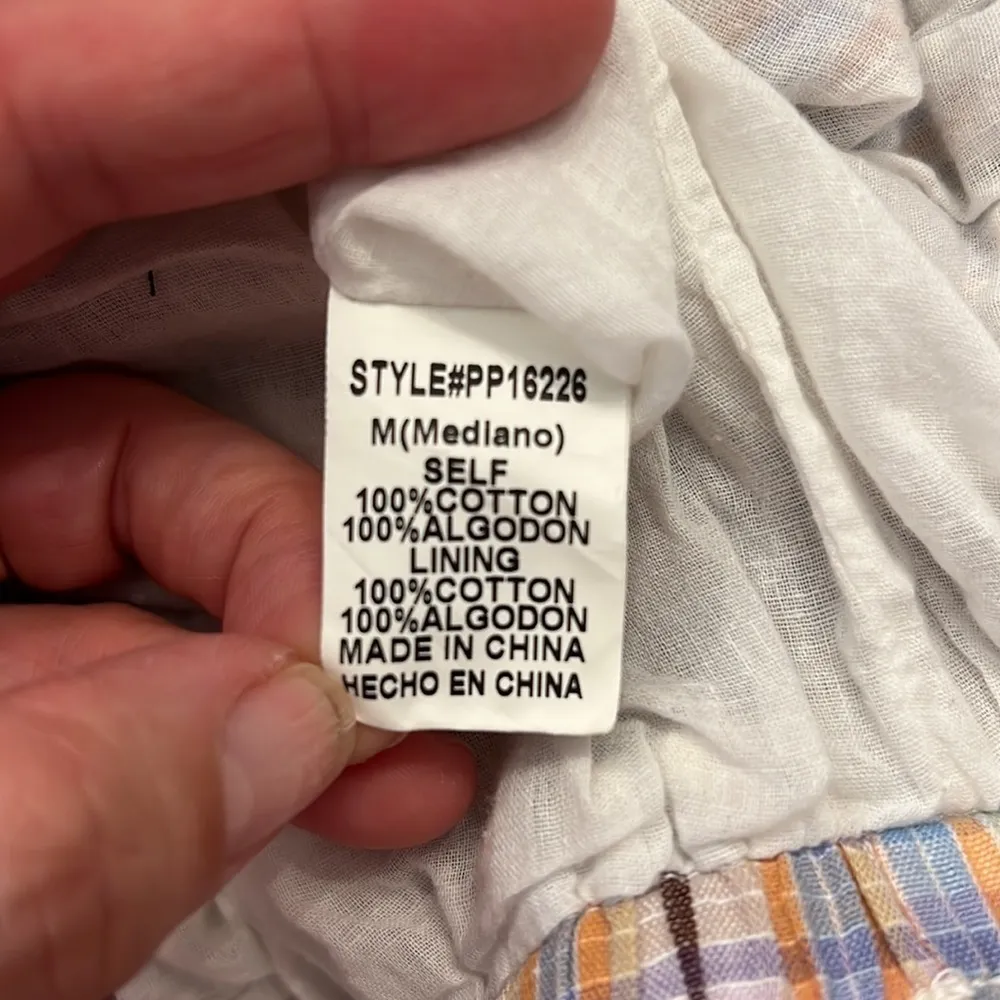 STYLE#PP16226
M(Mediano)
SELF
100%COTTON
100%ALGODON
LINING
100%COTTON
100%ALGODON
MADE IN CHINA
HECHO EN CHINA